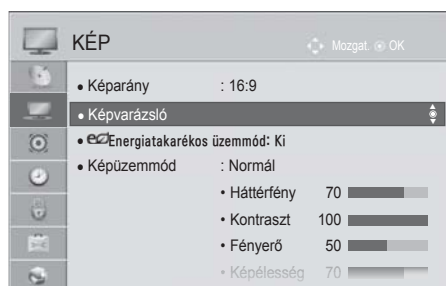 KÉP
Mozgat. OK
• Képarány : 16:9
• Képvarázsló
• eco Energiatakarékos üzemmód: Ki
• Képüzemmód : Normál
• Háttérfény 70
• Kontraszt 100
• Fényerő 50
• Képélesség 70